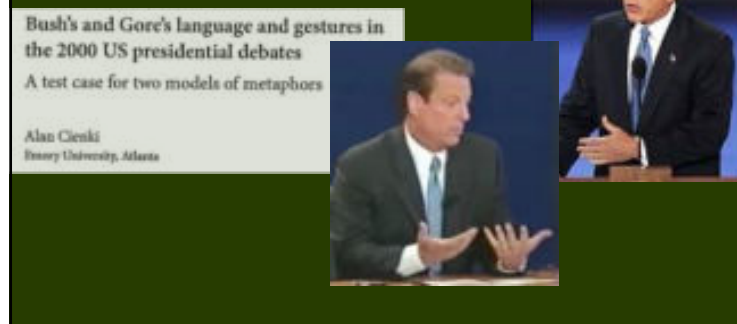 Bush's and Gore's language and gestures in
the 2000 US presidential debates
A test case for two models of metaphors
Alan Cienki
Emory University, Atlanta